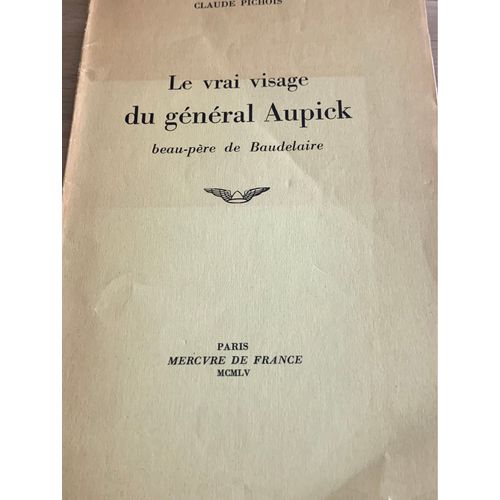 CLAUDE PICHOIS
Le vrai visage
du général Aupick
beau-père de Baudelaire
PARIS
MERCVRE DE FRANCE
MCMLV